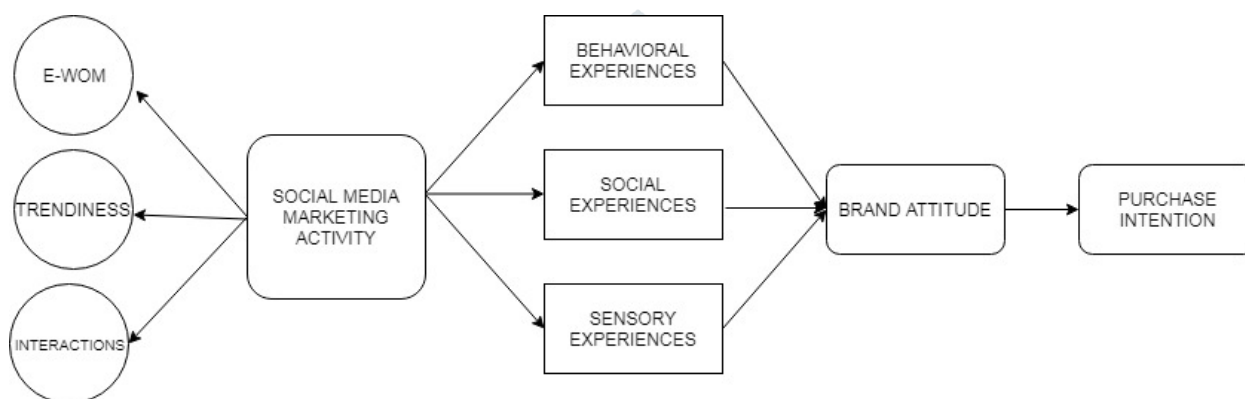 E-WOM
TRENDINESS
INTERACTIONS
SOCIAL MEDIA
MARKETING
ACTIVITY
BEHAVIORAL
EXPERIENCES
SOCIAL
EXPERIENCES
SENSORY
EXPERIENCES
BRAND ATTITUDE
PURCHASE
INTENTION